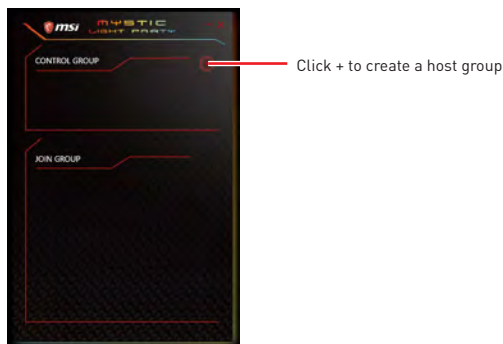 msi MYSTIC
LIGHT PARTY
CONTROL GROUP
Click + to create a host group
JOIN GROUP